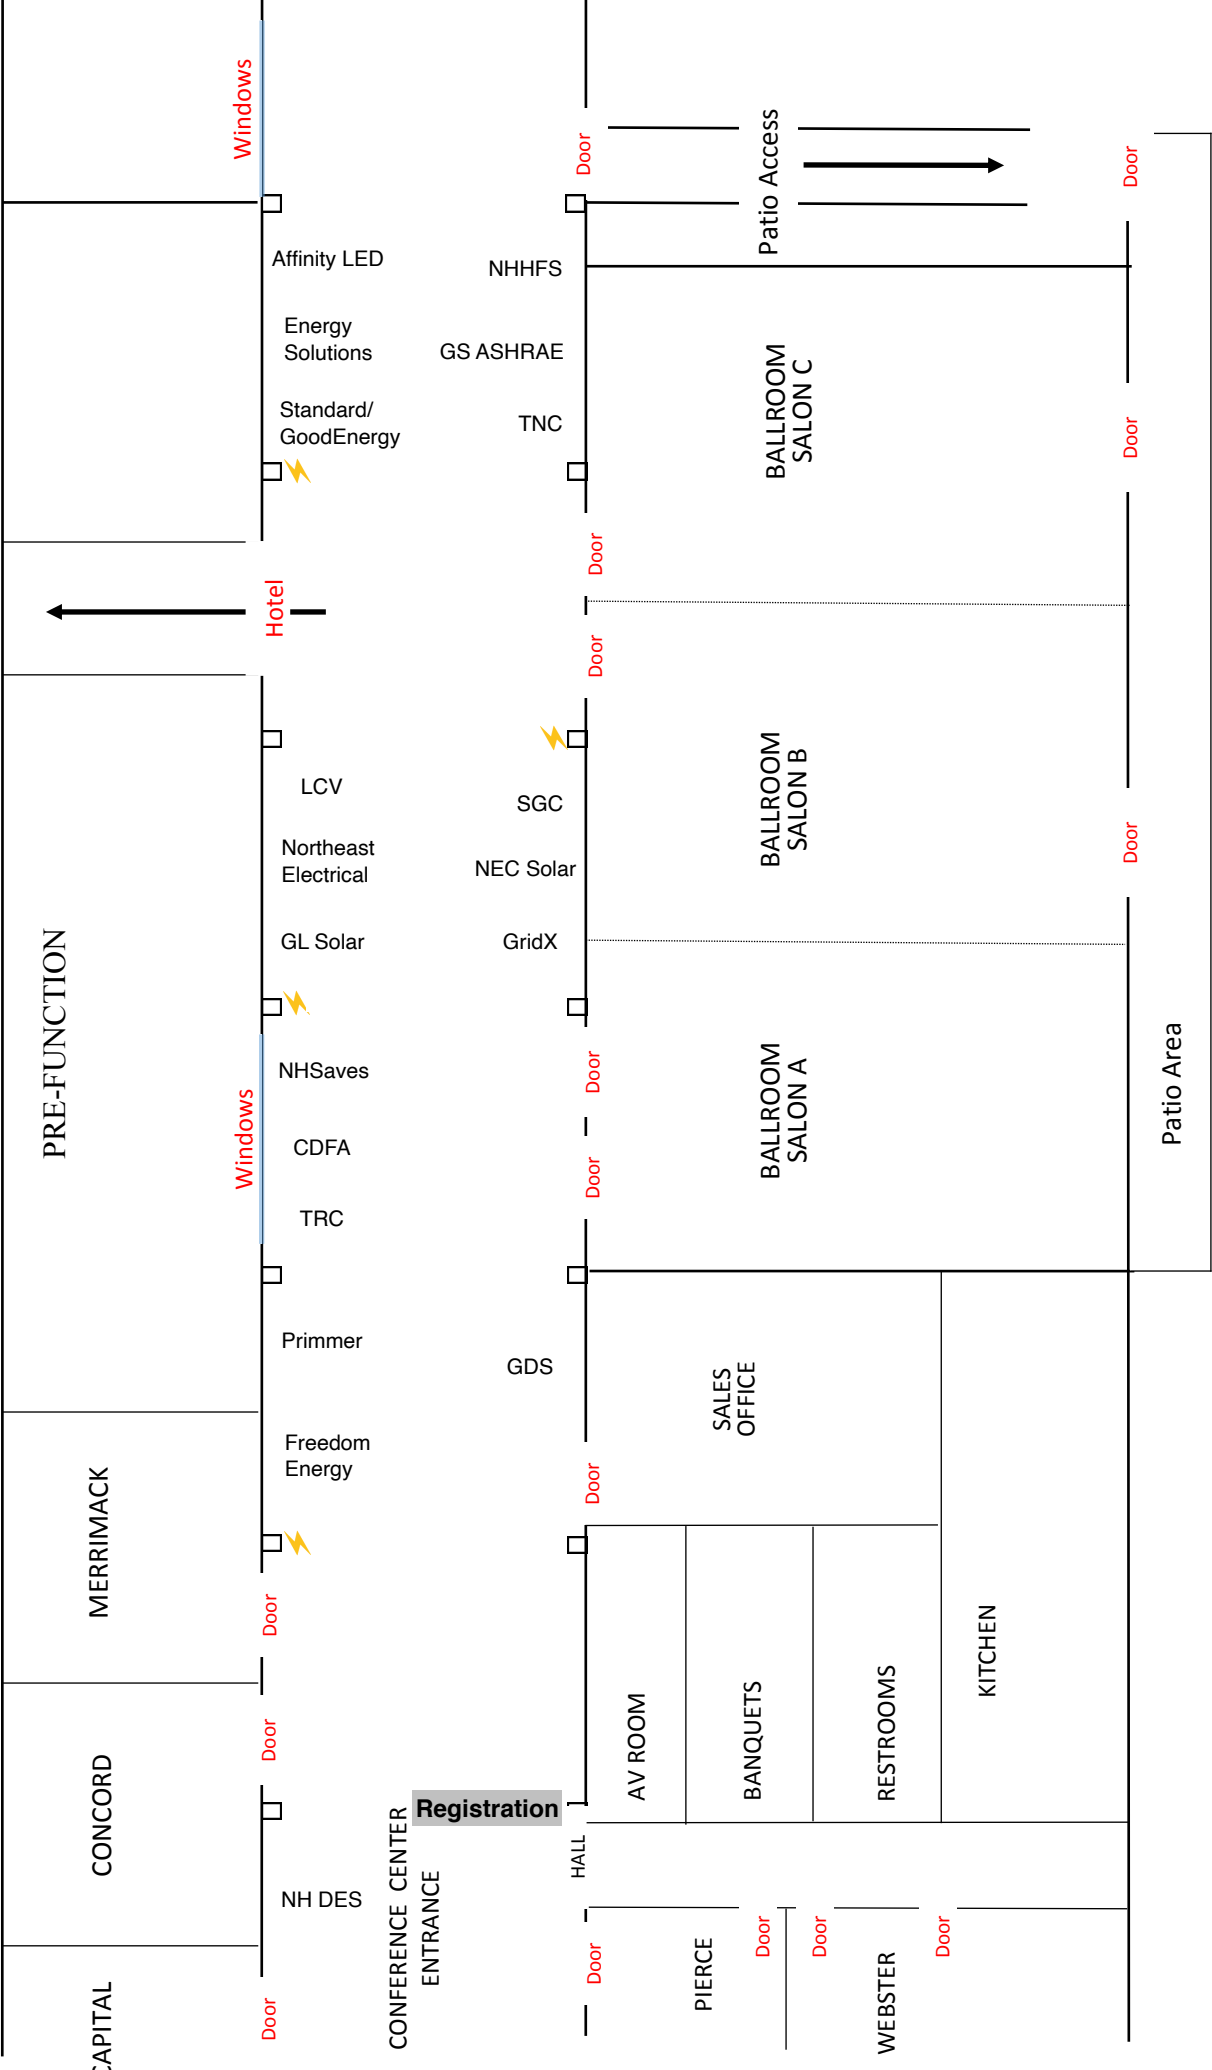 Windows
Door
Patio Access
Door
Affinity LED
NHHFS
Energy
Solutions
GS ASHRAE
BALLROOM
SALON C
Standard/
GoodEnergy
TNC
Door
Door
Hotel
Door
LCV
SGC
BALLROOM
SALON B
Door
Northeast
Electrical
NEC Solar
PRE-FUNCTION
GL Solar
GridX
Windows
NHSaves
Door
BALLROOM
SALON A
Patio Area
CDFA
Door
TRC
Primmer
GDS
SALES
OFFICE
MERRIMACK
Freedom
Energy
Door
Door
KITCHEN
CONCORD
Door
AV ROOM
BANQUETS
RESTROOMS
Registration
CONFERENCE CENTER
ENTRANCE
HALL
NH DES
Door
PIERCE
Door
Door
Door
WEBSTER
CAPITAL
Door